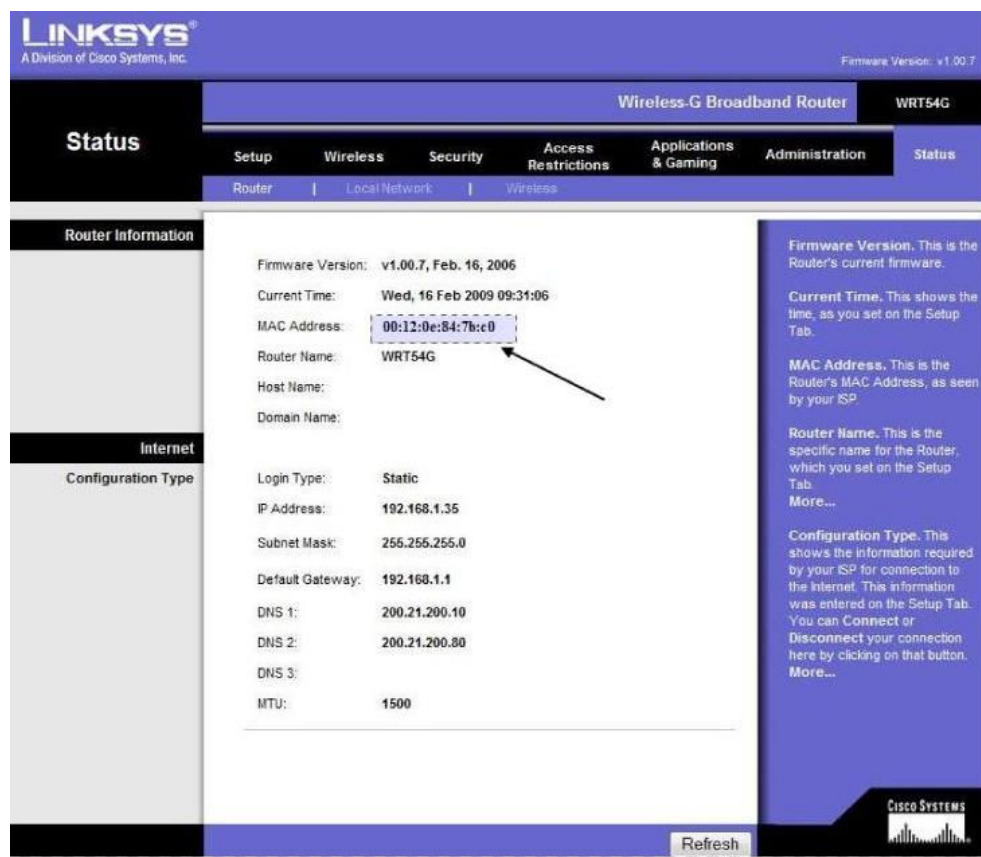 LINKSYS®
A Division of Cisco Systems, Inc.
Firmware Version: v1.00.7
Wireless-G Broadband Router WRT54G
Status
Setup Wireless Security Access Restrictions Applications & Gaming Administration Status
Router | Local Network | Wireless
Router Information
Firmware Version: v1.00.7, Feb. 16, 2006
Current Time: Wed, 16 Feb 2009 09:31:06
MAC Address: 00:12:0e:84:7b:c0
Router Name: WRT54G
Host Name:
Domain Name:
Internet
Configuration Type
Login Type: Static
IP Address: 192.168.1.35
Subnet Mask: 255.255.255.0
Default Gateway: 192.168.1.1
DNS 1: 200.21.200.10
DNS 2: 200.21.200.80
DNS 3:
MTU: 1500
Firmware Version. This is the
Router's current firmware.
Current Time. This shows the
time, as you set on the Setup
Tab.
MAC Address. This is the
Router's MAC Address, as seen
by your ISP.
Router Name. This is the
specific name for the Router,
which you set on the Setup
Tab.
More...
Configuration Type. This
shows the information required
by your ISP for connection to
the Internet. This information
was entered on the Setup Tab.
You can Connect or
Disconnect your connection
here by clicking on that button.
More...
Refresh
CISCO SYSTEMS